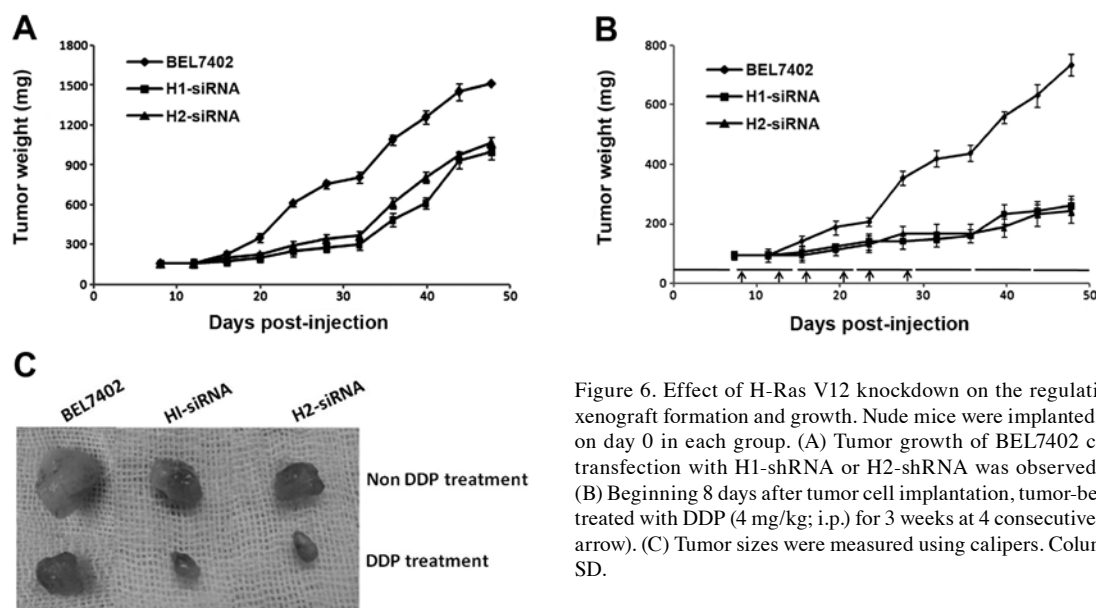 A
B
1800
1500
1200
900
600
300
0
Tumor weight (mg)
BEL7402
H1-siRNA
H2-siRNA
0 10 20 30 40 50
Days post-injection
800
600
400
200
0
Tumor weight (mg)
BEL7402
H1-siRNA
H2-siRNA
0 10 20 30 40 50
Days post-injection
C
BEL7402 HI-siRNA H2-siRNA
Non DDP treatment
DDP treatment
Figure 6. Effect of H-Ras V12 knockdown on the regulati
xenograft formation and growth. Nude mice were implanted
on day 0 in each group. (A) Tumor growth of BEL7402 c
transfection with H1-shRNA or H2-shRNA was observed
(B) Beginning 8 days after tumor cell implantation, tumor-be
treated with DDP (4 mg/kg; i.p.) for 3 weeks at 4 consecutive
arrow). (C) Tumor sizes were measured using calipers. Colum
SD.